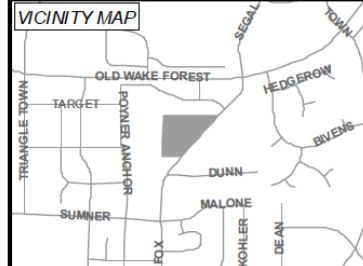 VICINITY MAP
SEGAL
TOWN
OLD WAKE FOREST
HEDGEROW
TARGET
TRIANGLE TOWN
POYNER ANCHOR
BIVENS
DUNN
MALONE
SUMNER
FOX
KOHLER
DEAN